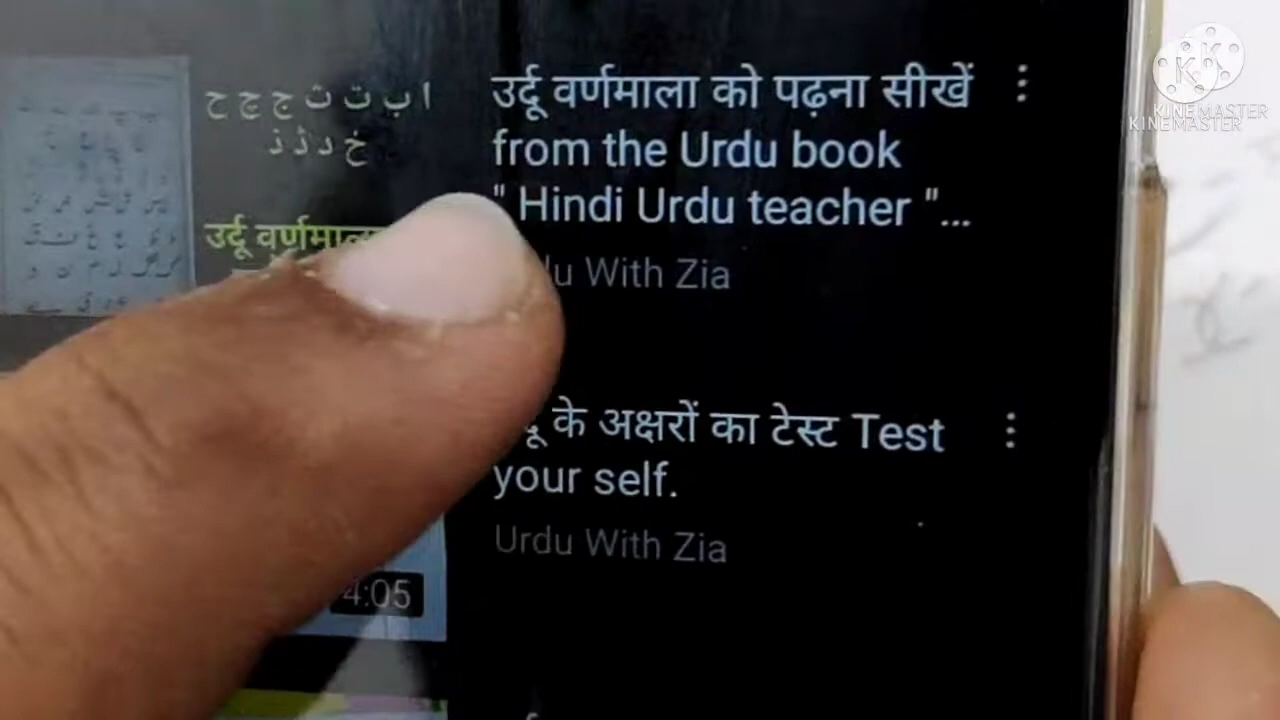 ا ب ت ث ج چ ح
خ د ڈ ذ
उर्दू वर्णमाला
उर्दू वर्णमाला को पढ़ना सीखें
from the Urdu book
" Hindi Urdu teacher "...
With Zia
के अक्षरों का टेस्ट Test
your self.
Urdu With Zia
4:05
KINEMASTER
KINEMASTER